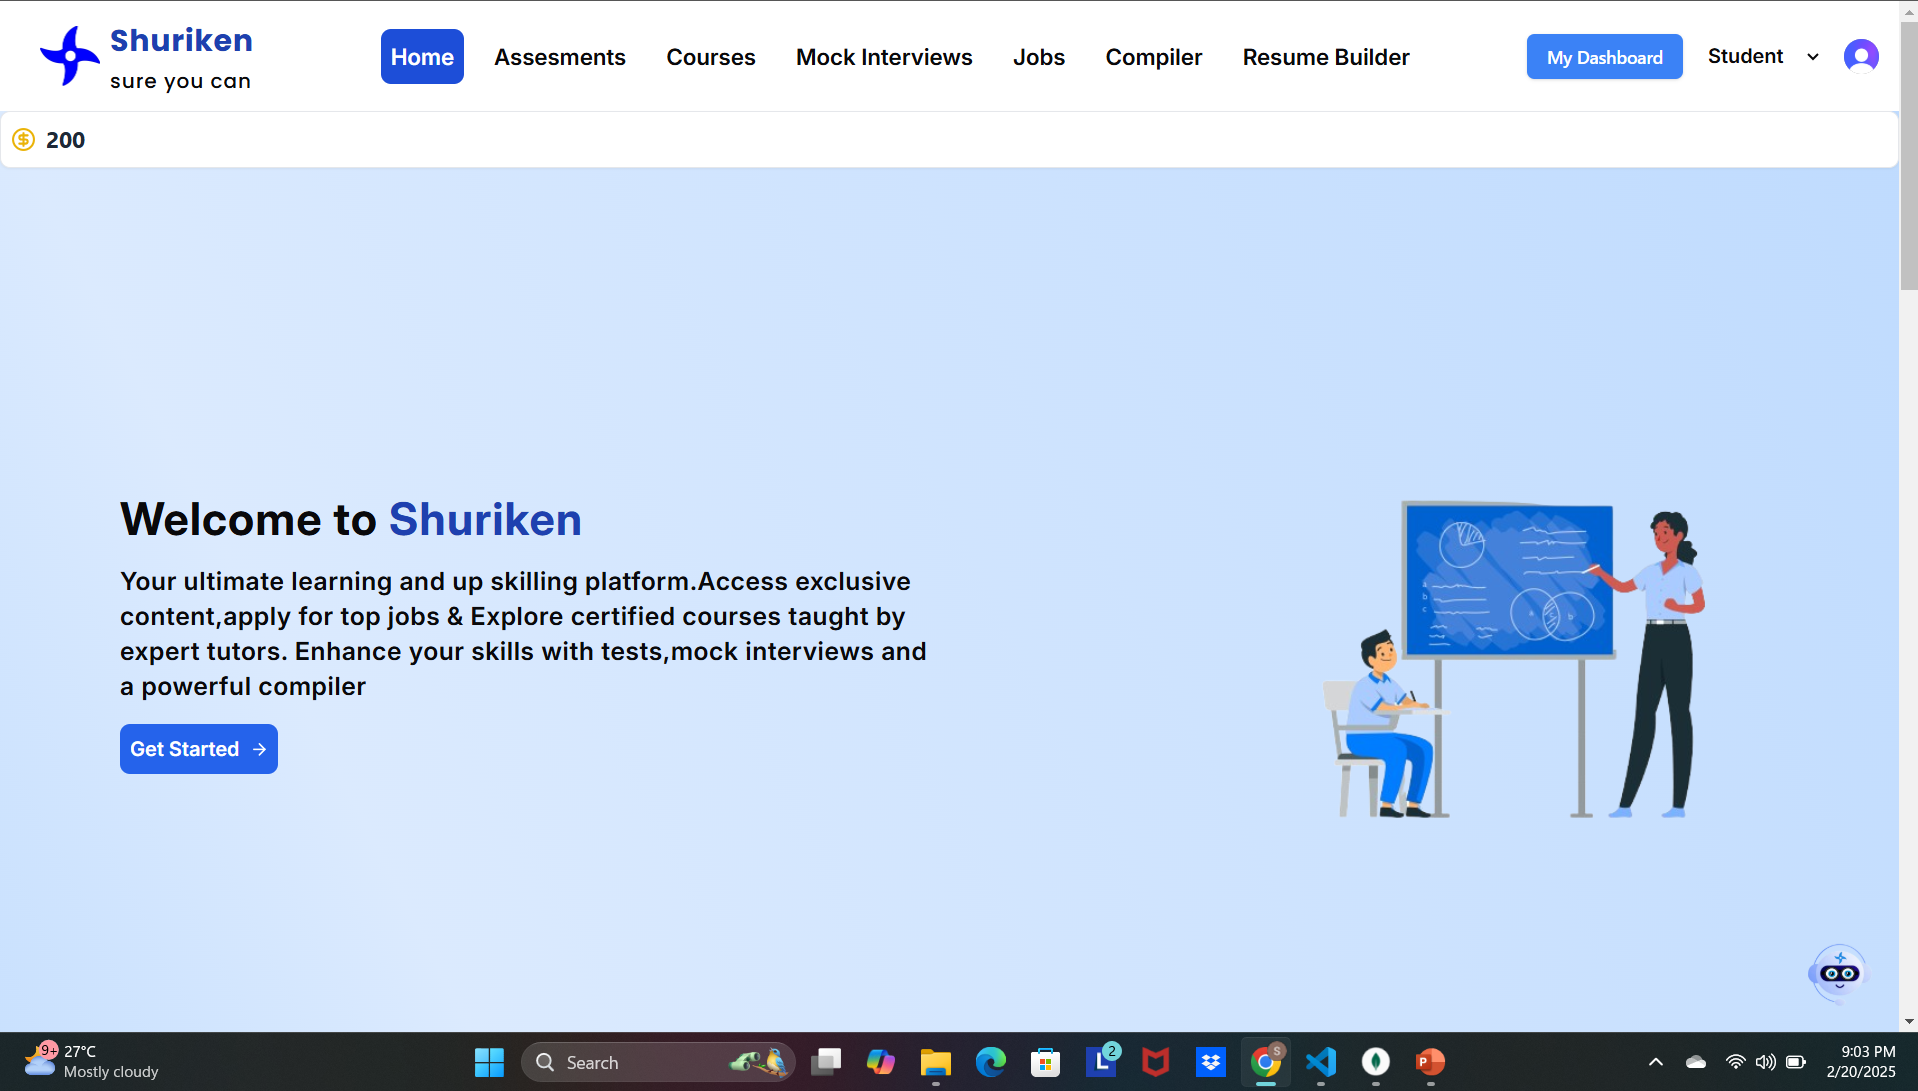 Shuriken
sure you can
Home
Assesments
Courses
Mock Interviews
Jobs
Compiler
Resume Builder
My Dashboard
Student
200
Welcome to Shuriken
Your ultimate learning and up skilling platform.Access exclusive
content,apply for top jobs & Explore certified courses taught by
expert tutors. Enhance your skills with tests,mock interviews and
a powerful compiler
Get Started
a
b
c
a
b
9+
27°C
Mostly cloudy
Search
L
2
S
P
9:03 PM
2/20/2025